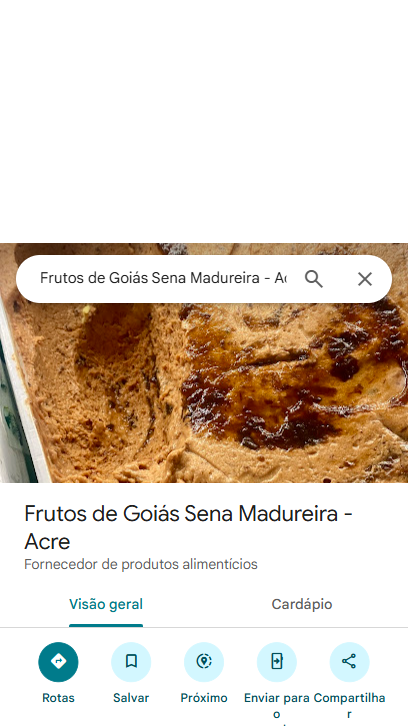 Frutos de Goiás Sena Madureira - Ac
Frutos de Goiás Sena Madureira -
Acre
Fornecedor de produtos alimentícios
Visão geral Cardápio
Rotas Salvar Próximo Enviar para Compartilha
o r